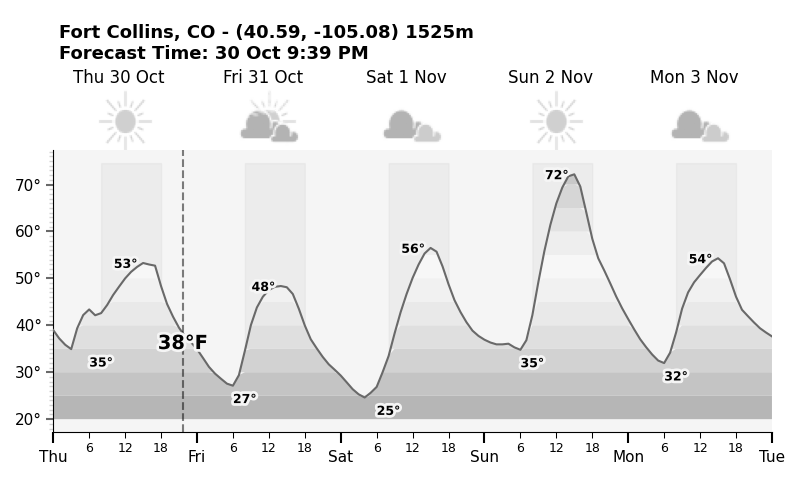 Fort Collins, CO - (40.59, -105.08) 1525m
Forecast Time: 30 Oct 9:39 PM
Thu 30 Oct Fri 31 Oct Sat 1 Nov Sun 2 Nov Mon 3 Nov
72°
70°
60°
56°
54°
53°
50°
48°
40°
38°F
35° 35°
32°
30°
27°
25°
20°
6 12 18 6 12 18 6 12 18 6 12 18 6 12 18
Thu Fri Sat Sun Mon Tue